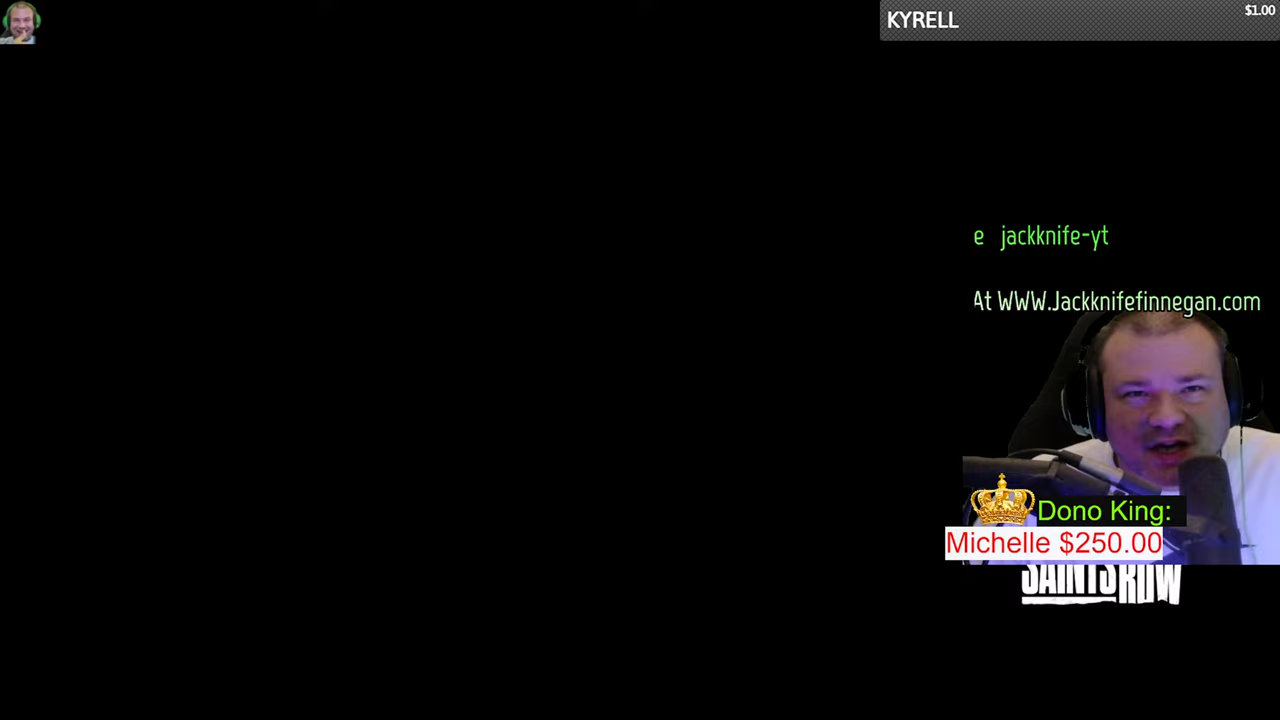 KYRELL
$1.00
e jackknife-yt
At WWW.Jackknifefinnegan.com
Dono King:
Michelle $250.00
SAINTS ROW